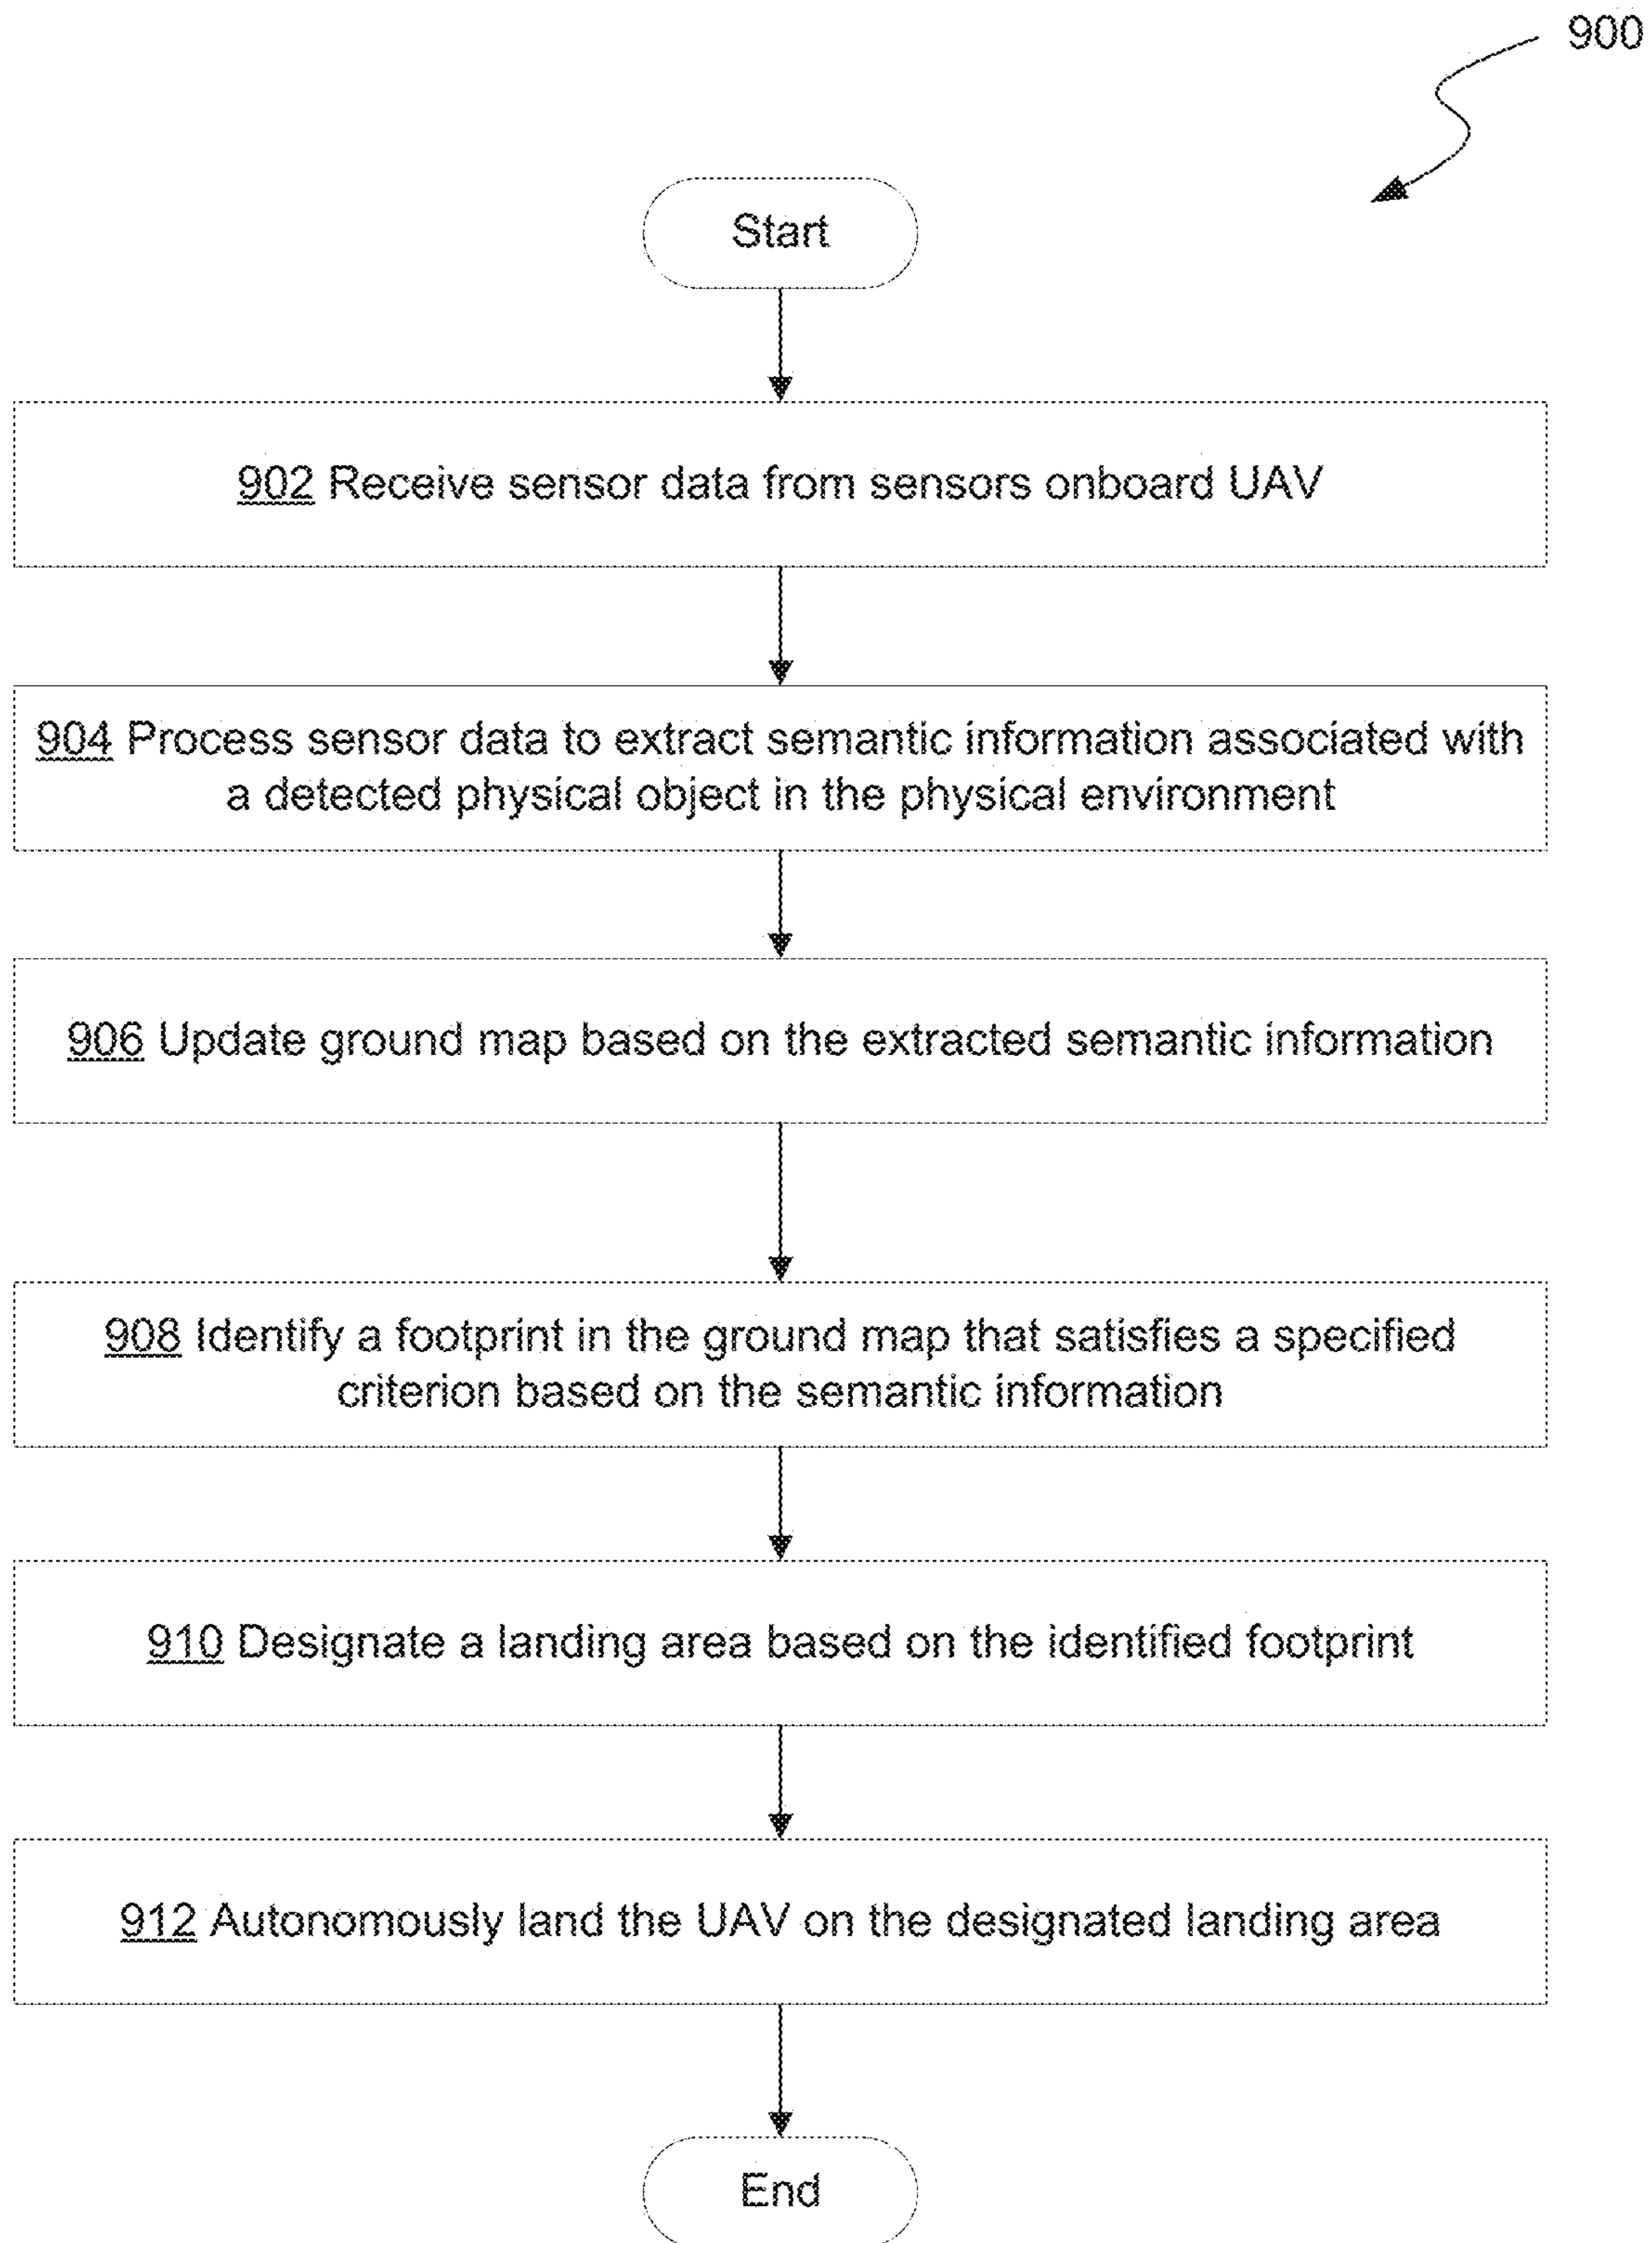 900
Start
902 Receive sensor data from sensors onboard UAV
904 Process sensor data to extract semantic information associated with
a detected physical object in the physical environment
906 Update ground map based on the extracted semantic information
908 Identify a footprint in the ground map that satisfies a specified
criterion based on the semantic information
910 Designate a landing area based on the identified footprint
912 Autonomously land the UAV on the designated landing area
End